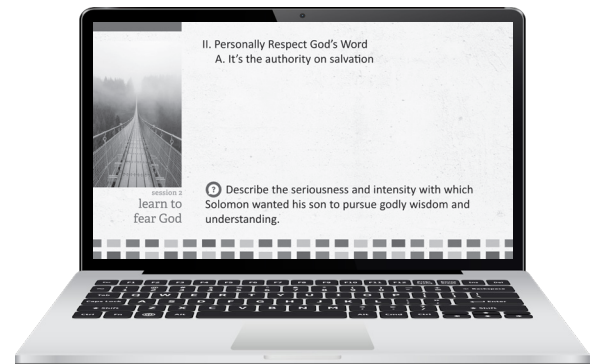 II. Personally Respect God's Word
A. It's the authority on salvation
session 2
learn to
fear God
? Describe the seriousness and intensity with which
Solomon wanted his son to pursue godly wisdom and
understanding.